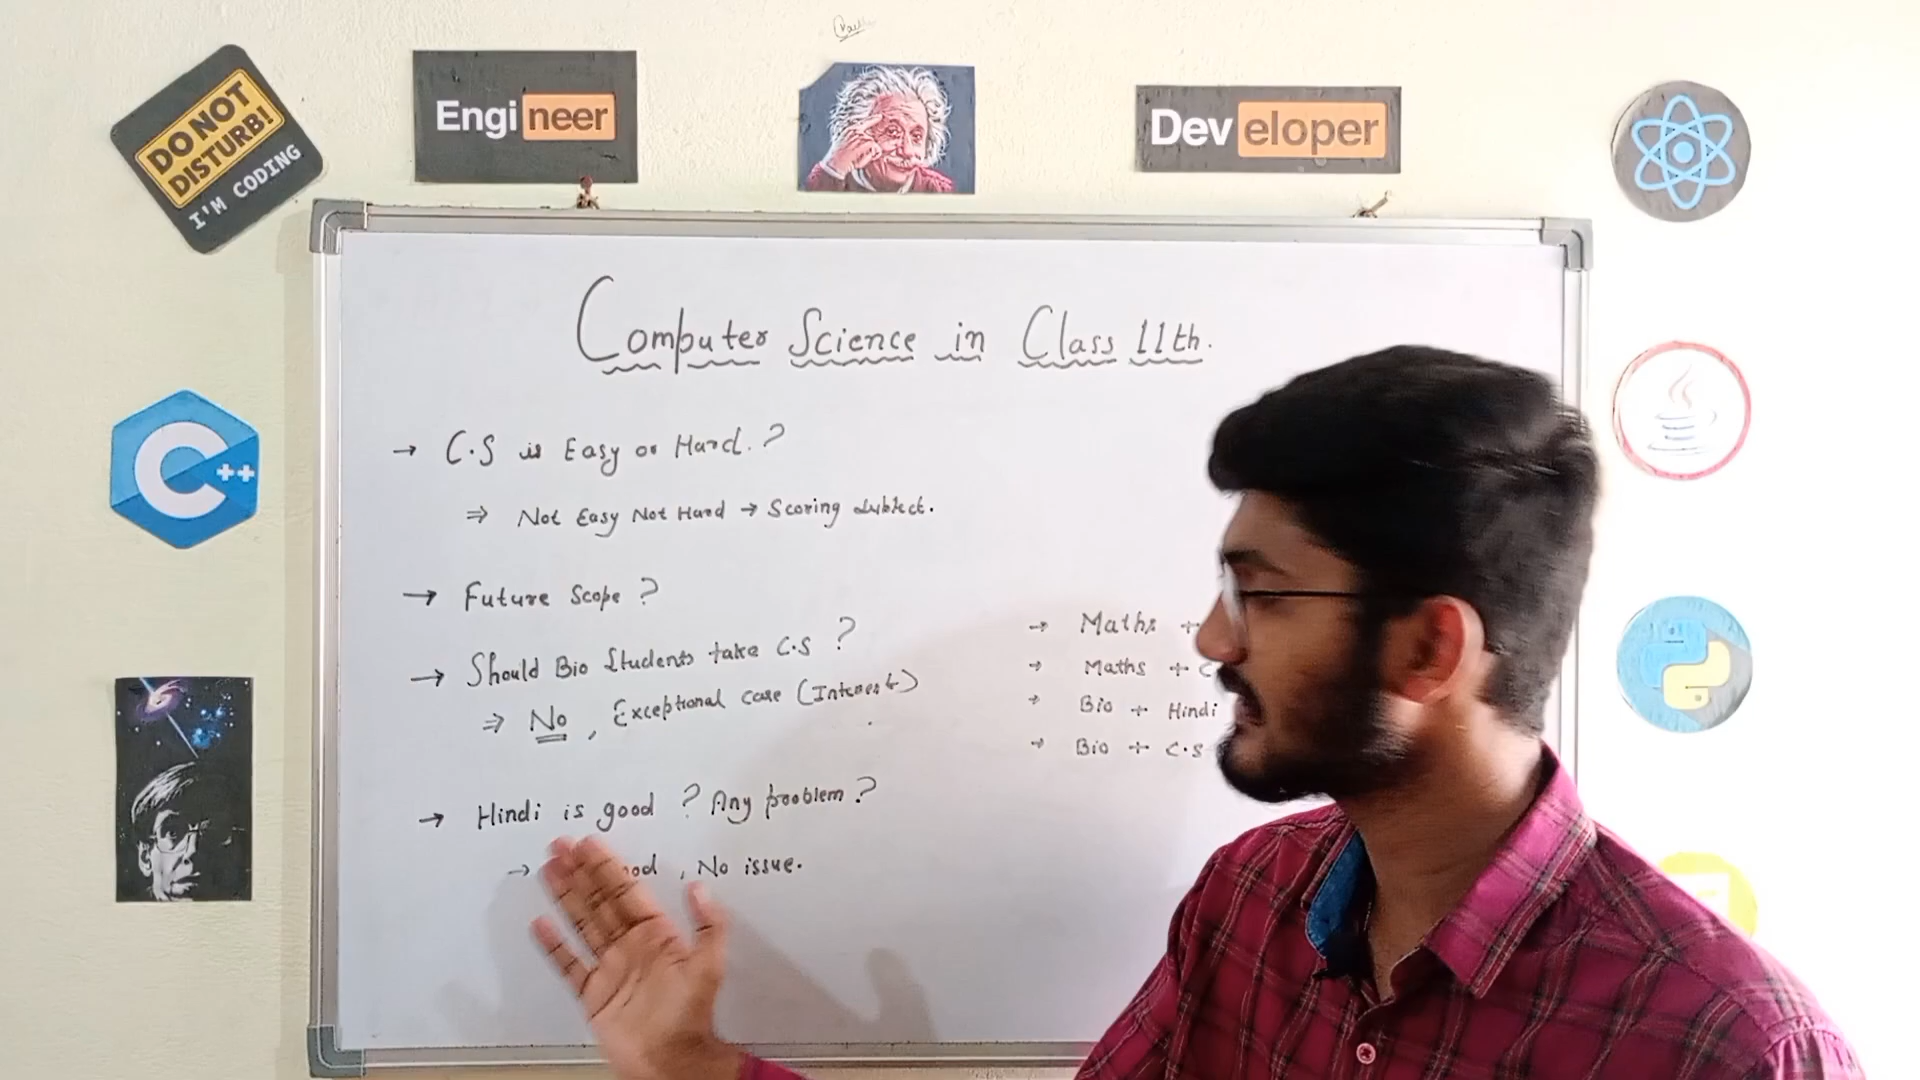 DO NOT
DISTURB!
I'M CODING
Engineer
Developer
C++
Computer Science in Class 11th.
→ C.S is Easy or Hard.?
⇒ Not Easy Not Hard → Scoring subject.
→ Future Scope ?
→ Should Bio Students take C.S ?
⇒ No, Exceptional case (Interest)
→ Maths +
→ Maths + C
→ Bio + Hindi
→ Bio + C.S
→ Hindi is good ? Any problem ?
→ ood, No issue.